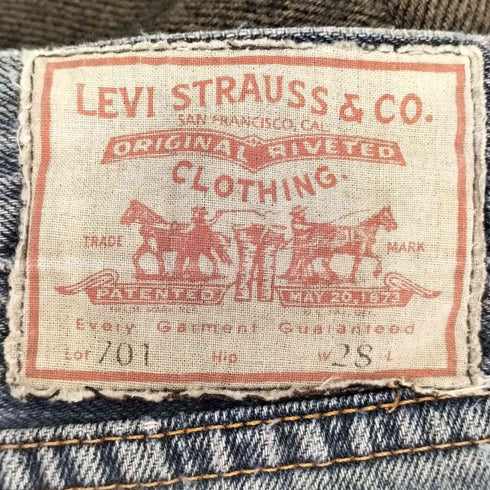 LEVI STRAUSS & CO.
SAN FRANCISCO, CAL.
ORIGINAL RIVETED
CLOTHING.
TRADE MARK
PATENTED MAY 20, 1873
Every Garment Guaranteed
Lot 701 Hip W 28 L